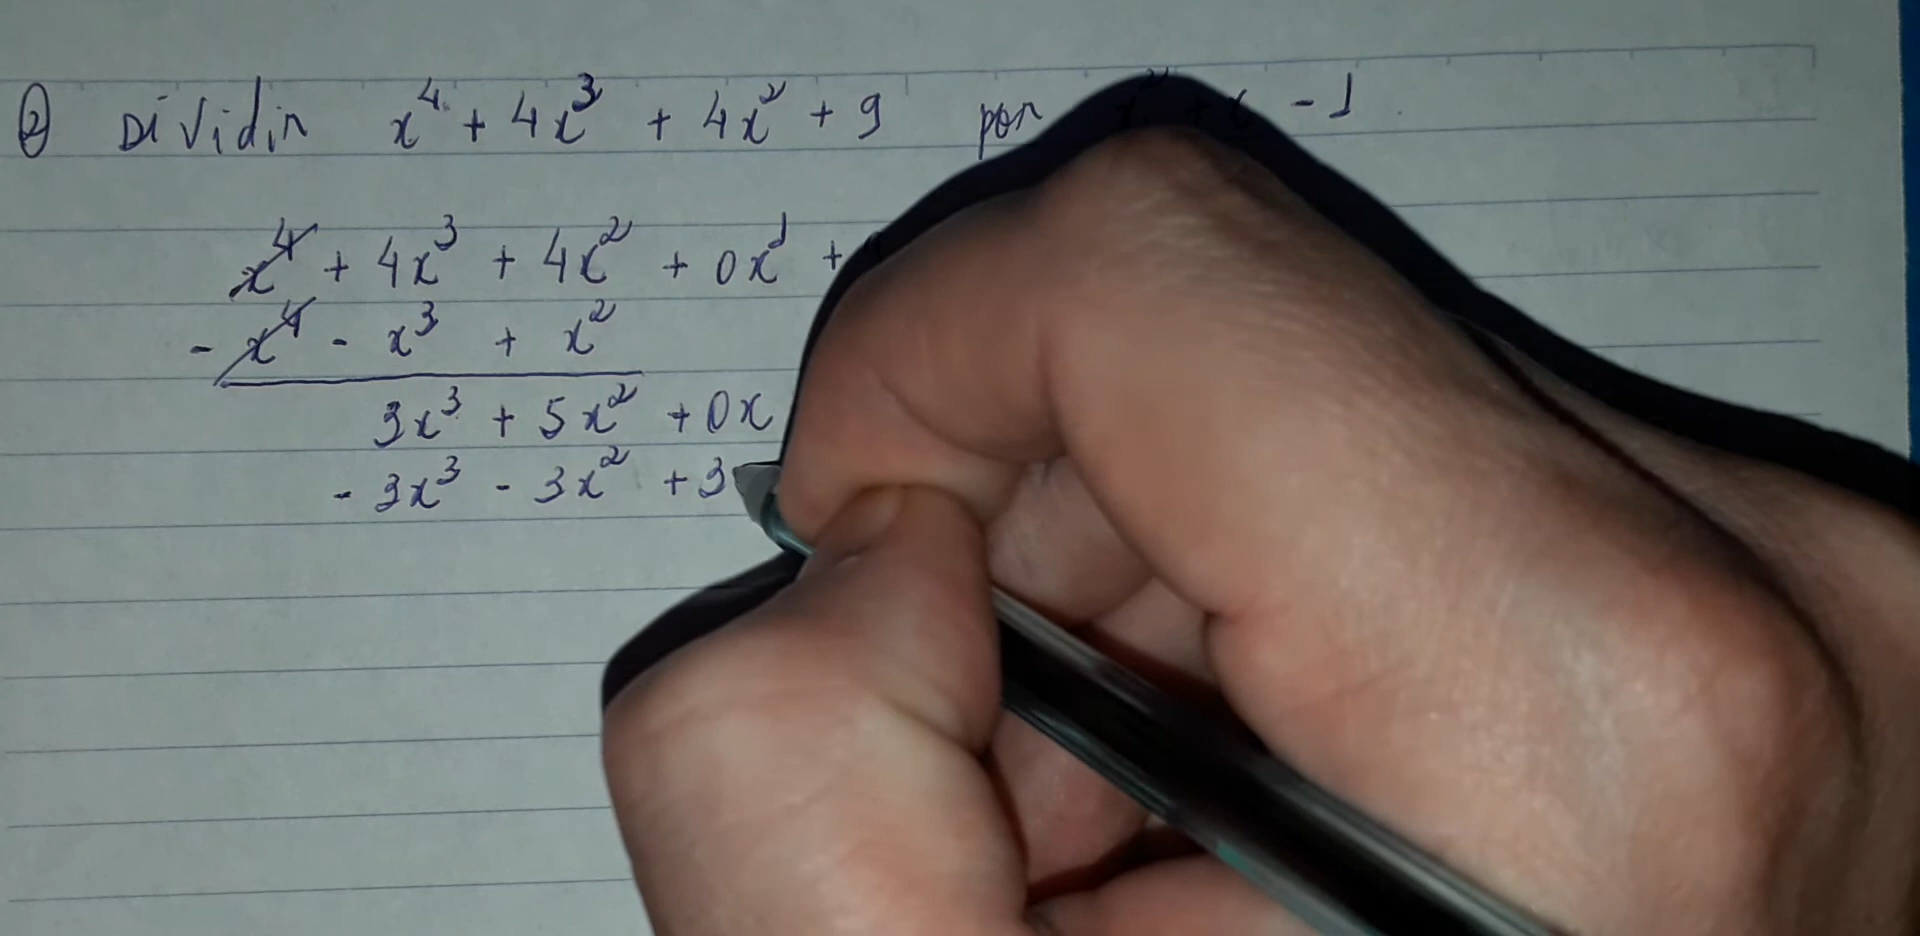 ② Dividir x⁴ + 4x³ + 4x² + 9 por x² + x - 1
x⁴ + 4x³ + 4x² + 0x¹ +
- x⁴ - x³ + x²
3x³ + 5x² + 0x
- 3x³ - 3x² + 3